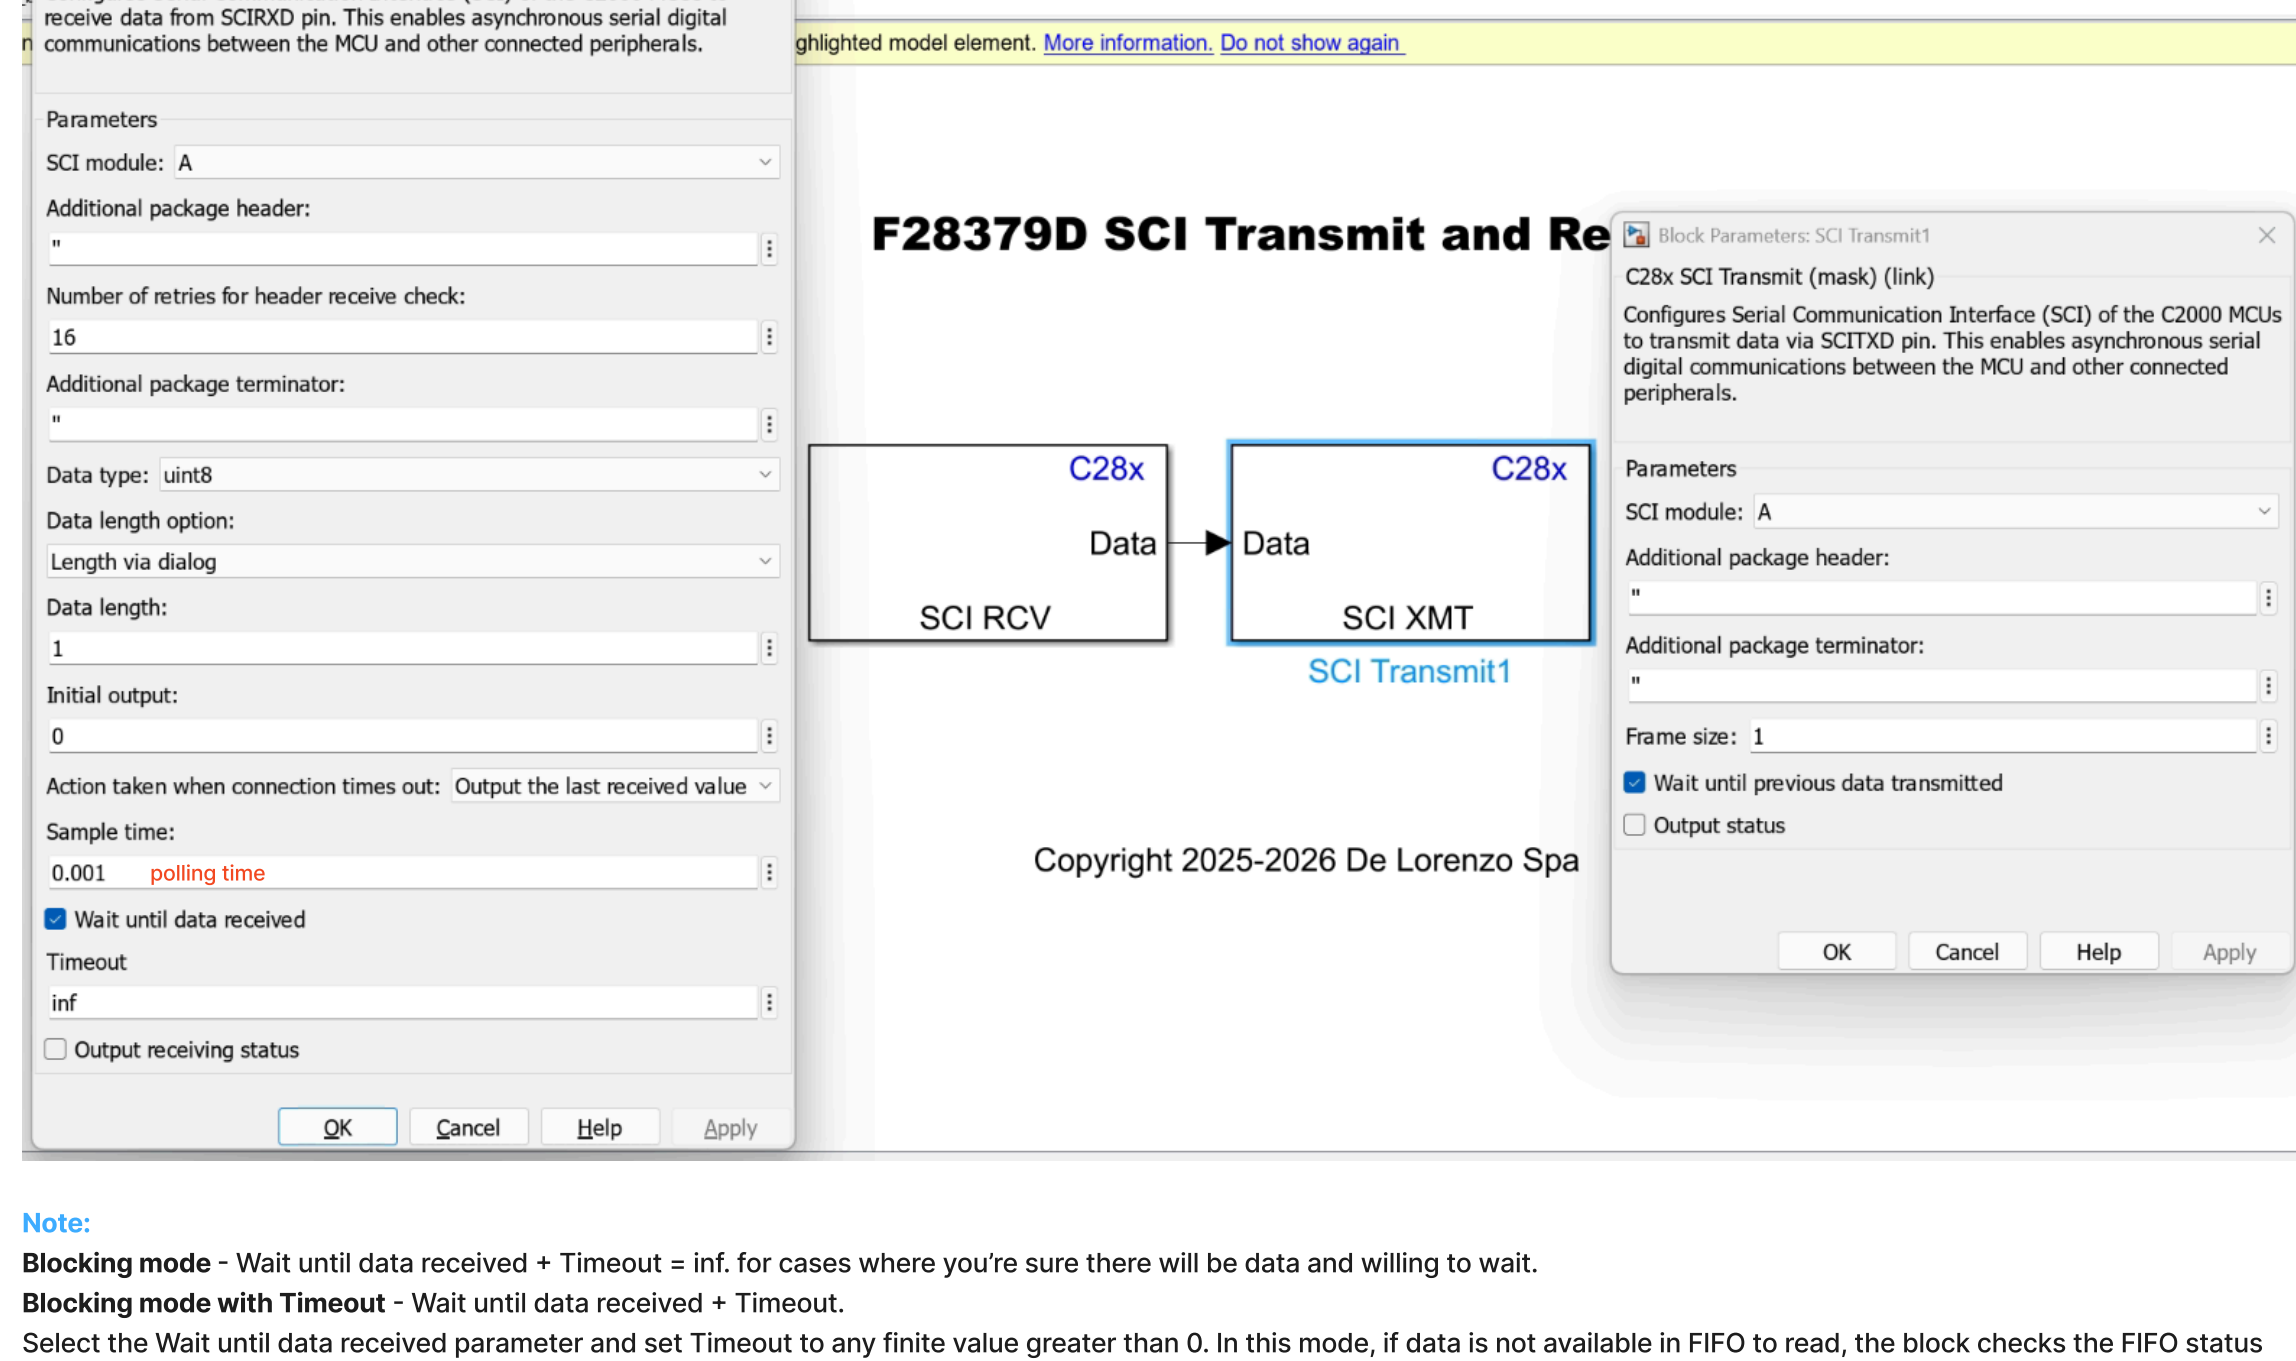 receive data from SCIRXD pin. This enables asynchronous serial digital
communications between the MCU and other connected peripherals.
ghlighted model element. More information. Do not show again
Parameters
SCI module: A
Additional package header:
''
Number of retries for header receive check:
16
Additional package terminator:
''
Data type: uint8
Data length option:
Length via dialog
Data length:
1
Initial output:
0
Action taken when connection times out: Output the last received value
Sample time:
0.001 polling time
Wait until data received
Timeout
inf
Output receiving status
OK Cancel Help Apply
F28379D SCI Transmit and Re
C28x
Data
SCI RCV
C28x
Data
SCI XMT
SCI Transmit1
Copyright 2025-2026 De Lorenzo Spa
Block Parameters: SCI Transmit1
C28x SCI Transmit (mask) (link)
Configures Serial Communication Interface (SCI) of the C2000 MCUs
to transmit data via SCITXD pin. This enables asynchronous serial
digital communications between the MCU and other connected
peripherals.
Parameters
SCI module: A
Additional package header:
''
Additional package terminator:
''
Frame size: 1
Wait until previous data transmitted
Output status
OK Cancel Help Apply
Note:
Blocking mode - Wait until data received + Timeout = inf. for cases where you’re sure there will be data and willing to wait.
Blocking mode with Timeout - Wait until data received + Timeout.
Select the Wait until data received parameter and set Timeout to any finite value greater than 0. In this mode, if data is not available in FIFO to read, the block checks the FIFO status